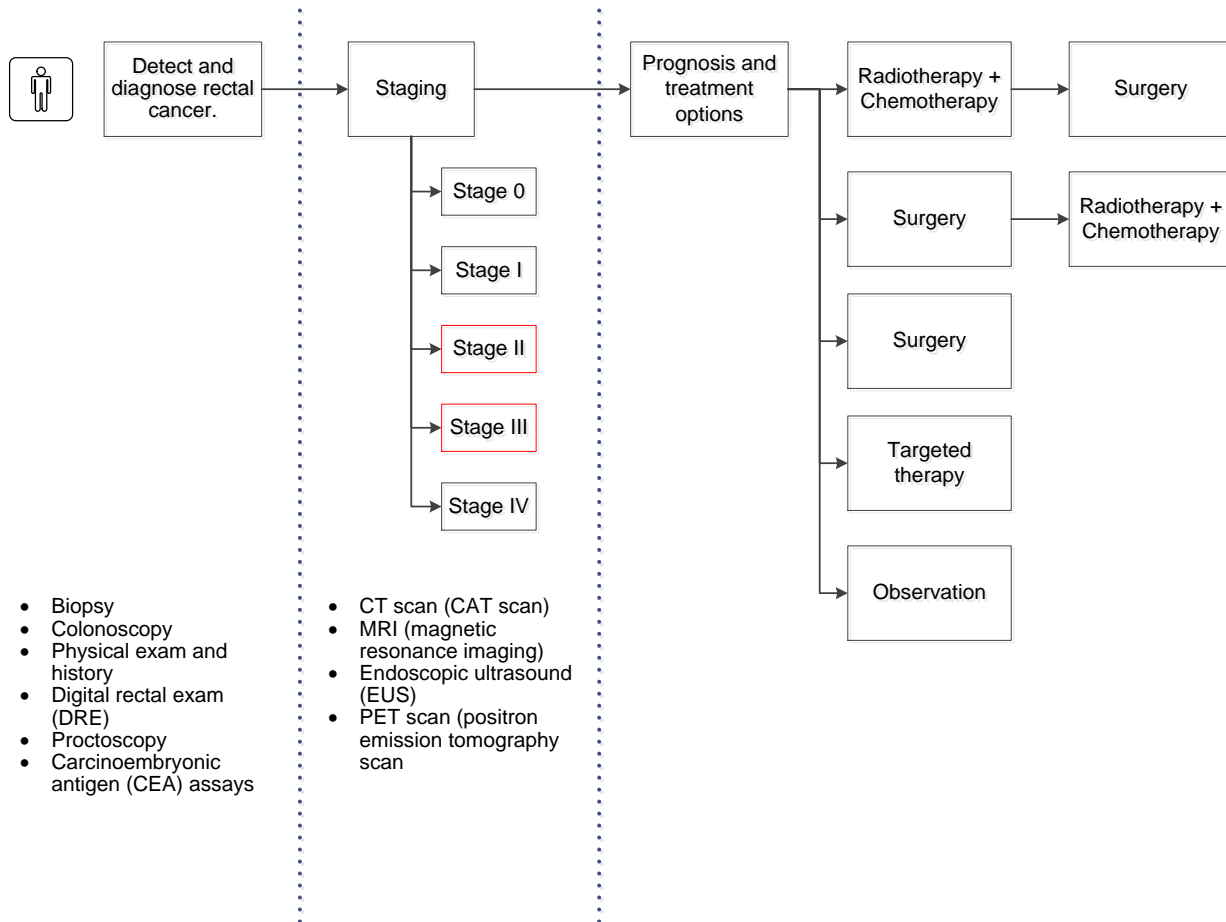 Detect and
diagnose rectal
cancer.
Staging
Prognosis and
treatment
options
Radiotherapy +
Chemotherapy
Surgery
Stage 0
Stage I
Stage II
Stage III
Stage IV
Surgery
Radiotherapy +
Chemotherapy
Surgery
Targeted
therapy
Observation
• Biopsy
• Colonoscopy
• Physical exam and
history
• Digital rectal exam
(DRE)
• Proctoscopy
• Carcinoembryonic
antigen (CEA) assays
• CT scan (CAT scan)
• MRI (magnetic
resonance imaging)
• Endoscopic ultrasound
(EUS)
• PET scan (positron
emission tomography
scan